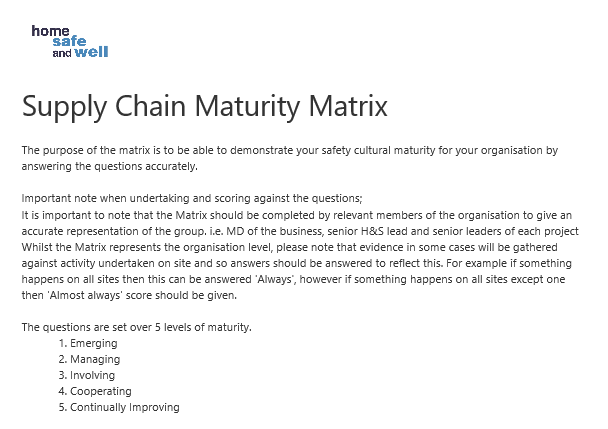 home
safe
and well
Supply Chain Maturity Matrix
The purpose of the matrix is to be able to demonstrate your safety cultural maturity for your organisation by
answering the questions accurately.
Important note when undertaking and scoring against the questions;
It is important to note that the Matrix should be completed by relevant members of the organisation to give an
accurate representation of the group. i.e. MD of the business, senior H&S lead and senior leaders of each project
Whilst the Matrix represents the organisation level, please note that evidence in some cases will be gathered
against activity undertaken on site and so answers should be answered to reflect this. For example if something
happens on all sites then this can be answered 'Always', however if something happens on all sites except one
then 'Almost always' score should be given.
The questions are set over 5 levels of maturity.
1. Emerging
2. Managing
3. Involving
4. Cooperating
5. Continually Improving